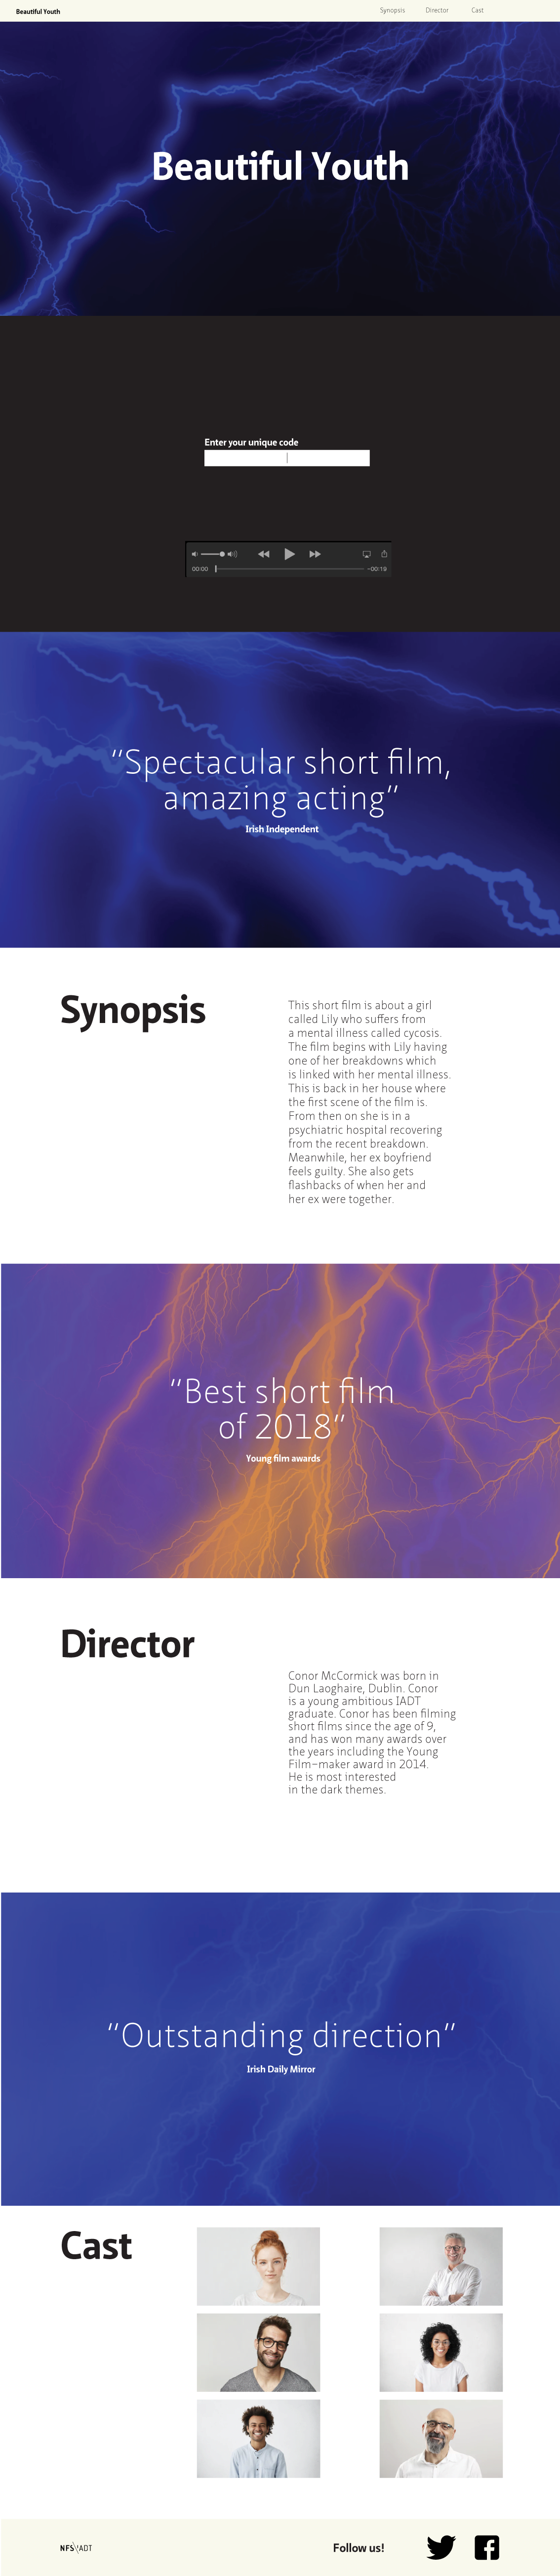 Beautiful Youth
Synopsis Director Cast
Beautiful Youth
Enter your unique code
00:00 -00:19
“Spectacular short film,
amazing acting”
Irish Independent
Synopsis
This short film is about a girl
called Lily who suffers from
a mental illness called cycosis.
The film begins with Lily having
one of her breakdowns which
is linked with her mental illness.
This is back in her house where
the first scene of the film is.
From then on she is in a
psychiatric hospital recovering
from the recent breakdown.
Meanwhile, her ex boyfriend
feels guilty. She also gets
flashbacks of when her and
her ex were together.
“Best short film
of 2018”
Young film awards
Director
Conor McCormick was born in
Dun Laoghaire, Dublin. Conor
is a young ambitious IADT
graduate. Conor has been filming
short films since the age of 9,
and has won many awards over
the years including the Young
Film-maker award in 2014.
He is most interested
in the dark themes.
“Outstanding direction”
Irish Daily Mirror
Cast
NFS\ADT
Follow us!